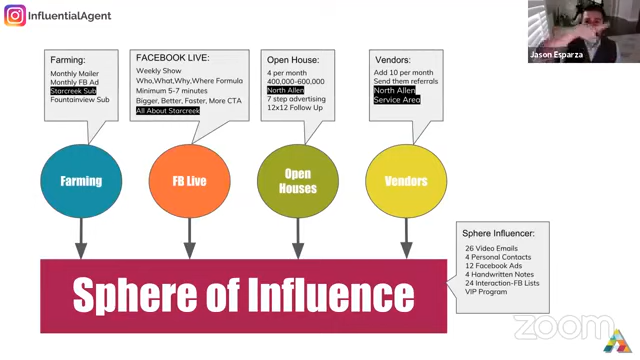 InfluentialAgent
Jason Esparza
Farming:
Monthly Mailer
Monthly FB Ad
Starcreek Sub
Fountainview Sub
FACEBOOK LIVE:
Weekly Show
Who,What,Why,Where Formula
Minimum 5-7 minutes
Bigger, Better, Faster, More CTA
All About Starcreek
Open House:
4 per month
400,000-600,000
North Allen
7 step advertising
12x12 Follow Up
Vendors:
Add 10 per month
Send them referrals
North Allen
Service Area
Farming
FB Live
Open
Houses
Vendors
Sphere of Influence
Sphere Influencer:
26 Video Emails
4 Personal Contacts
12 Facebook Ads
4 Handwritten Notes
24 Interaction-FB Lists
VIP Program
zoom